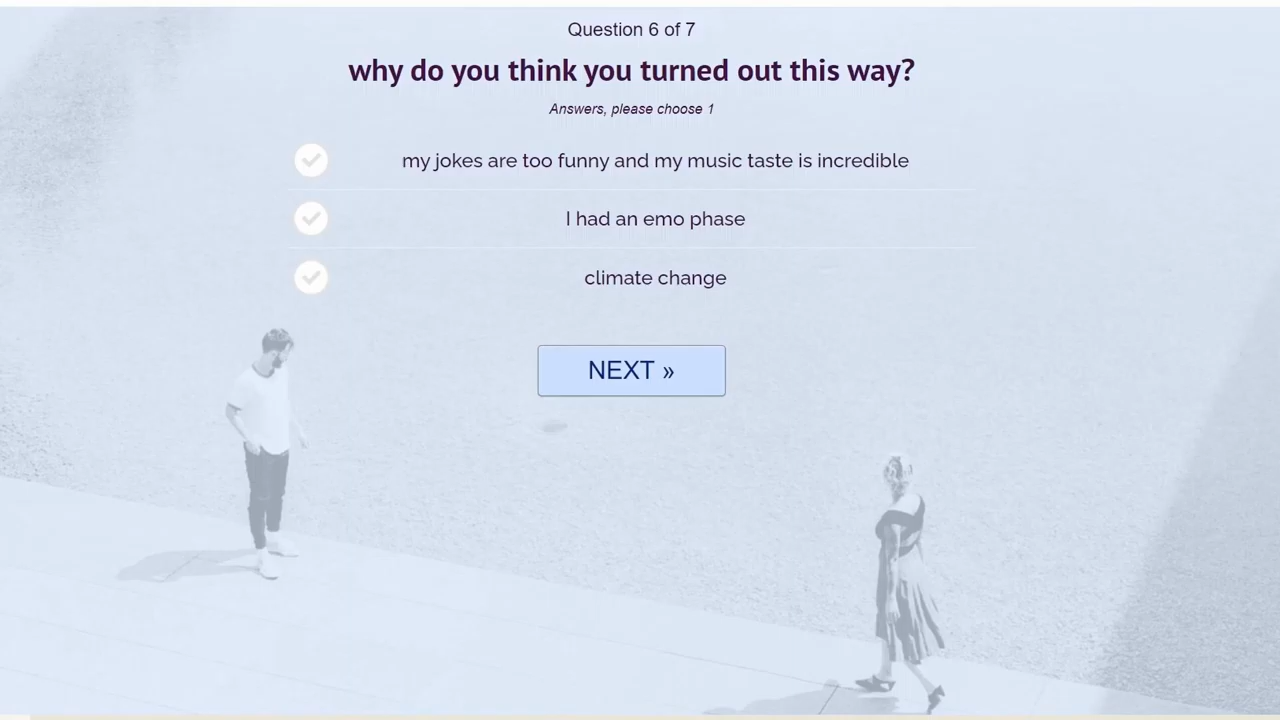 Question 6 of 7
why do you think you turned out this way?
Answers, please choose 1
my jokes are too funny and my music taste is incredible
I had an emo phase
climate change
NEXT »